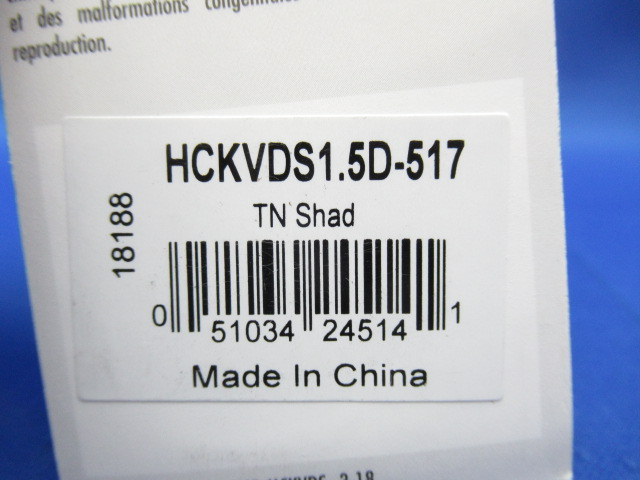 et des malformations congénitales
reproduction.
HCKVDS1.5D-517
TN Shad
18188
0 51034 24514 1
Made In China